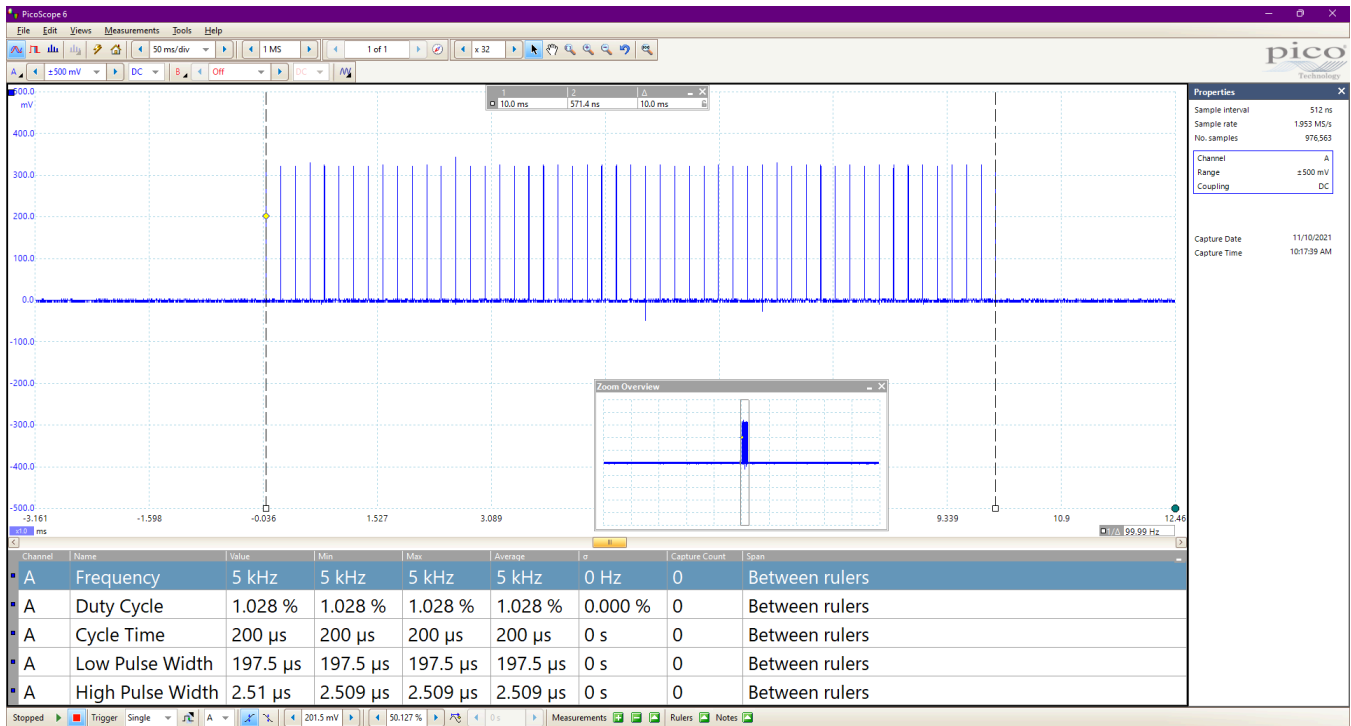 PicoScope 6
File Edit Views Measurements Tools Help
50 ms/div 1 MS 1 of 1 x 32
A ±500 mV DC B Off DC
pico
Technology
500.0
mV
400.0
300.0
200.0
100.0
0.0
-100.0
-200.0
-300.0
-400.0
-500.0
1 2 Δ
10.0 ms 571.4 ns 10.0 ms
Zoom Overview
-3.161 -1.598 -0.036 1.527 3.089 9.339 10.9 12.46
x1.0 ms
1/Δ 99.99 Hz
Properties
Sample interval 512 ns
Sample rate 1.953 MS/s
No. samples 976,563
Channel A
Range ±500 mV
Coupling DC
Capture Date 11/10/2021
Capture Time 10:17:39 AM
Channel Name Value Min Max Average σ Capture Count Span
A Frequency 5 kHz 5 kHz 5 kHz 5 kHz 0 Hz 0 Between rulers
A Duty Cycle 1.028 % 1.028 % 1.028 % 1.028 % 0.000 % 0 Between rulers
A Cycle Time 200 µs 200 µs 200 µs 200 µs 0 s 0 Between rulers
A Low Pulse Width 197.5 µs 197.5 µs 197.5 µs 197.5 µs 0 s 0 Between rulers
A High Pulse Width 2.51 µs 2.509 µs 2.509 µs 2.509 µs 0 s 0 Between rulers
Stopped Trigger Single A 201.5 mV 50.127 % 0 s Measurements Rulers Notes